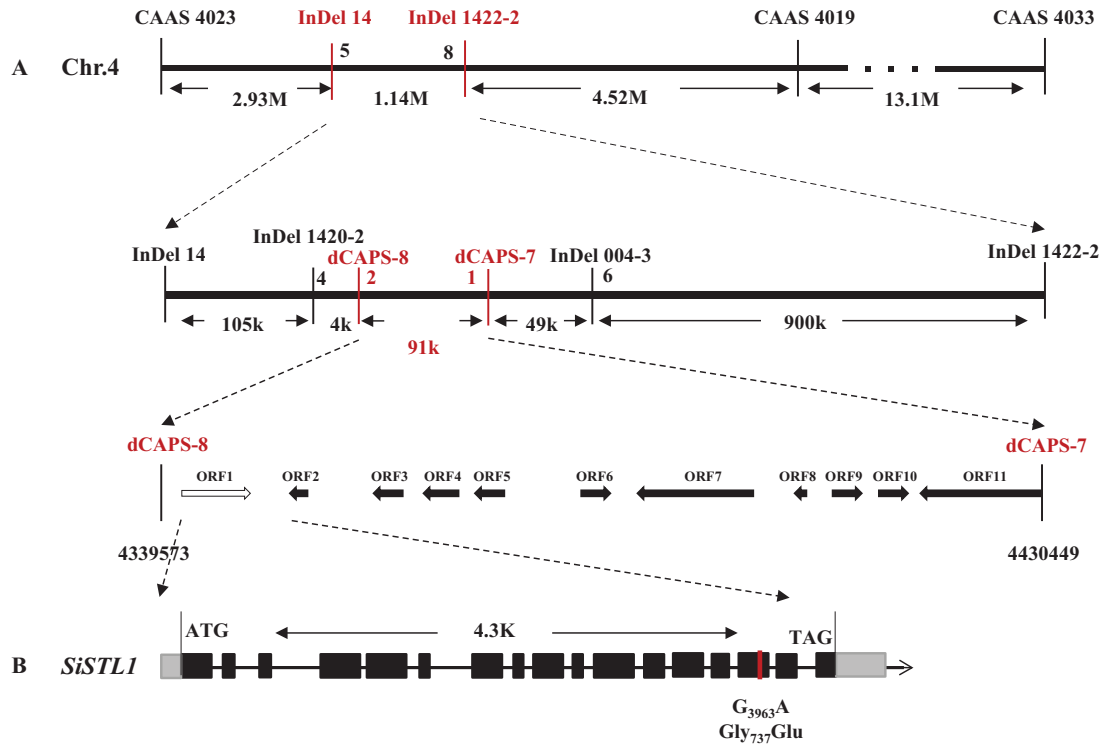 CAAS 4023 InDel 14 InDel 1422-2 CAAS 4019 CAAS 4033
A Chr.4 5 8
2.93M 1.14M 4.52M 13.1M
InDel 14 InDel 1420-2 dCAPS-8 dCAPS-7 InDel 004-3 InDel 1422-2
4 2 1 6
105k 4k 91k 49k 900k
dCAPS-8 dCAPS-7
ORF1 ORF2 ORF3 ORF4 ORF5 ORF6 ORF7 ORF8 ORF9 ORF10 ORF11
4339573 4430449
ATG 4.3K TAG
B SiSTL1
G3963A
Gly737Glu